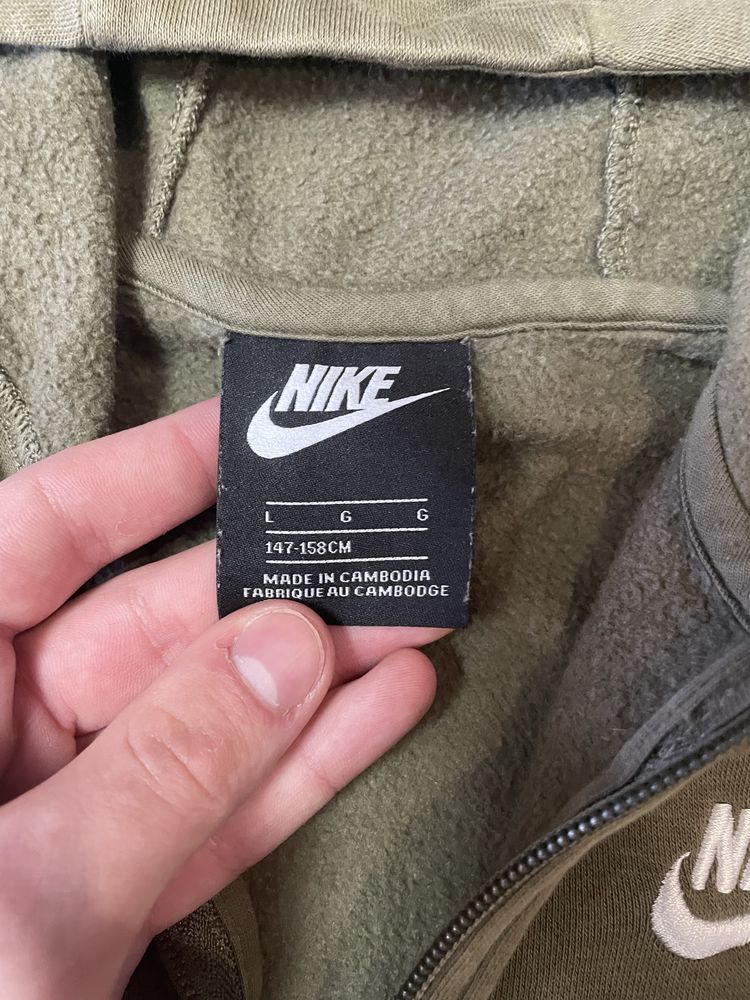 NIKE
L G G
147-158CM
MADE IN CAMBODIA
FABRIQUE AU CAMBODGE
N